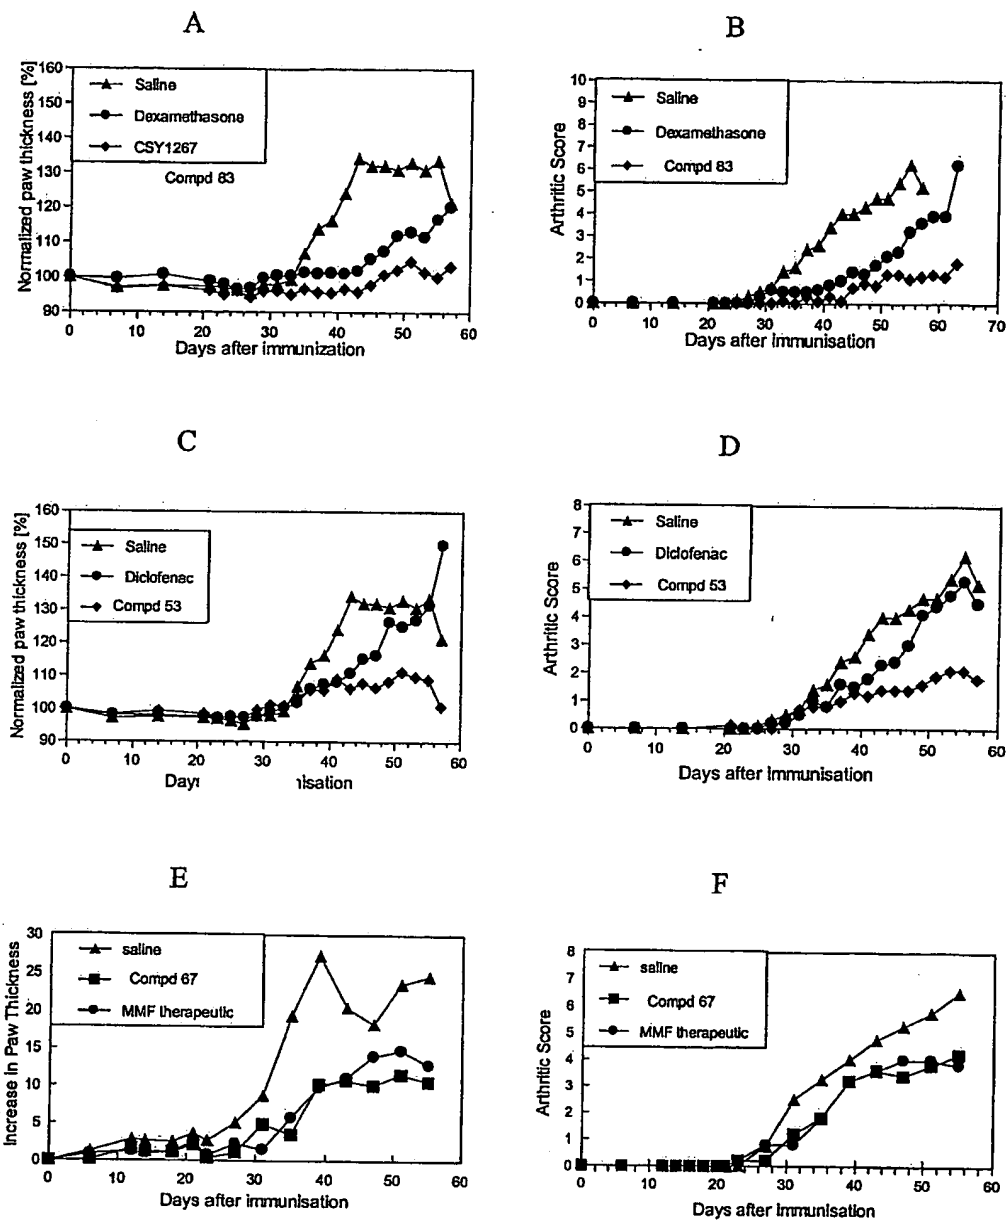 A
Normalized paw thickness [%]
160
150
140
130
120
110
100
90
Saline
Dexamethasone
CSY1267
Compd 83
0 10 20 30 40 50 60
Days after immunization
B
Arthritic Score
10
9
8
7
6
5
4
3
2
1
0
Saline
Dexamethasone
Compd 83
0 10 20 30 40 50 60 70
Days after Immunisation
C
Normalized paw thickness [%]
160
150
140
130
120
110
100
90
Saline
Diclofenac
Compd 53
0 10 20 30 40 50 60
D
Arthritic Score
8
7
6
5
4
3
2
1
0
Saline
Diclofenac
Compd 53
0 10 20 30 40 50 60
Days after Immunisation
E
Increase in Paw Thickness
30
25
20
15
10
5
0
saline
Compd 67
MMF therapeutic
0 10 20 30 40 50 60
Days after immunisation
F
Arthritic Score
8
7
6
5
4
3
2
1
0
saline
Compd 67
MMF therapeutic
0 10 20 30 40 50 60
Days after Immunisation